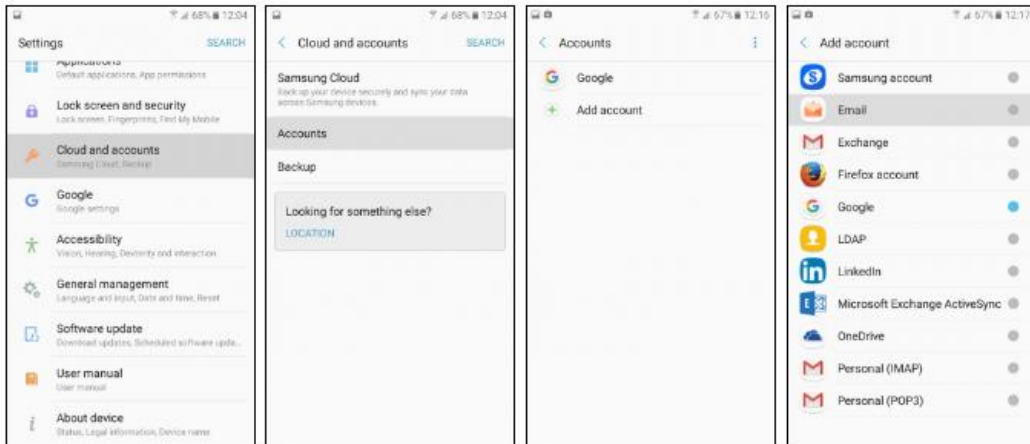 68% 12:04
Settings
SEARCH
Applications
Default applications, App permissions
Lock screen and security
Lock screen, Fingerprints, Find My Mobile
Cloud and accounts
Samsung Cloud, Backup
Google
Google settings
Accessibility
Vision, Hearing, Dexterity and interaction
General management
Language and input, Date and time, Reset
Software update
Download updates, Scheduled software upda...
User manual
User manual
About device
Status, Legal information, Device name
68% 12:04
Cloud and accounts
SEARCH
Samsung Cloud
Back up your device securely and sync your data
across Samsung devices.
Accounts
Backup
Looking for something else?
LOCATION
67% 12:16
Accounts
Google
Add account
67% 12:17
Add account
Samsung account
Email
Exchange
Firefox account
Google
LDAP
LinkedIn
Microsoft Exchange ActiveSync
OneDrive
Personal (IMAP)
Personal (POP3)